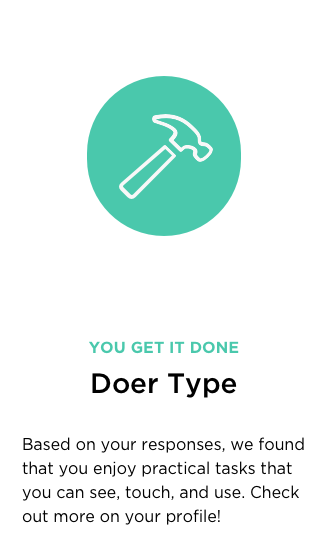 YOU GET IT DONE
Doer Type
Based on your responses, we found
that you enjoy practical tasks that
you can see, touch, and use. Check
out more on your profile!